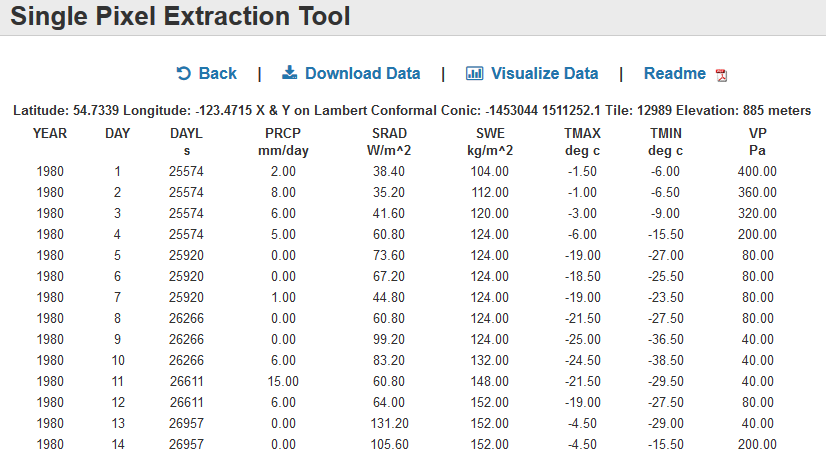 Single Pixel Extraction Tool
Back | Download Data | Visualize Data | Readme
Latitude: 54.7339 Longitude: -123.4715 X & Y on Lambert Conformal Conic: -1453044 1511252.1 Tile: 12989 Elevation: 885 meters
YEAR DAY DAYL PRCP SRAD SWE TMAX TMIN VP
s mm/day W/m^2 kg/m^2 deg c deg c Pa
1980 1 25574 2.00 38.40 104.00 -1.50 -6.00 400.00
1980 2 25574 8.00 35.20 112.00 -1.00 -6.50 360.00
1980 3 25574 6.00 41.60 120.00 -3.00 -9.00 320.00
1980 4 25574 5.00 60.80 124.00 -6.00 -15.50 200.00
1980 5 25920 0.00 73.60 124.00 -19.00 -27.00 80.00
1980 6 25920 0.00 67.20 124.00 -18.50 -25.50 80.00
1980 7 25920 1.00 44.80 124.00 -19.00 -23.50 80.00
1980 8 26266 0.00 60.80 124.00 -21.50 -27.50 80.00
1980 9 26266 0.00 99.20 124.00 -25.00 -36.50 40.00
1980 10 26266 6.00 83.20 132.00 -24.50 -38.50 40.00
1980 11 26611 15.00 60.80 148.00 -21.50 -29.50 40.00
1980 12 26611 6.00 64.00 152.00 -19.00 -27.50 80.00
1980 13 26957 0.00 131.20 152.00 -4.50 -29.00 40.00
1980 14 26957 0.00 105.60 152.00 -4.50 -15.50 200.00